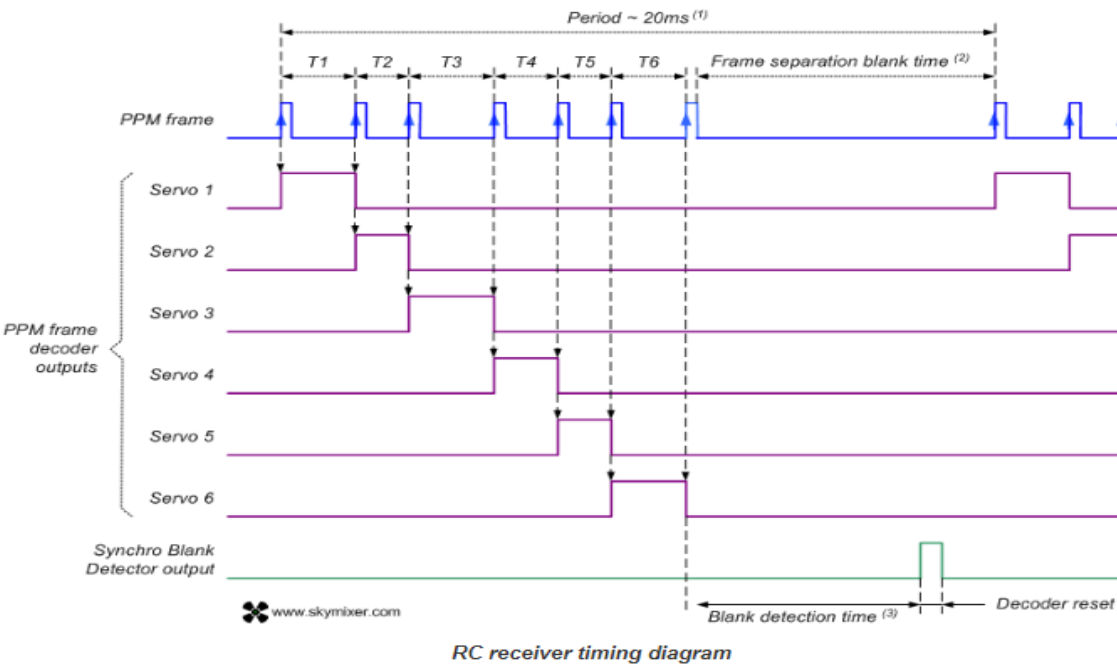 Period ~ 20ms (1)
T1 T2 T3 T4 T5 T6 Frame separation blank time (2)
PPM frame
Servo 1
Servo 2
Servo 3
PPM frame
decoder
outputs
Servo 4
Servo 5
Servo 6
Synchro Blank
Detector output
www.skymixer.com
Blank detection time (3)
Decoder reset
RC receiver timing diagram